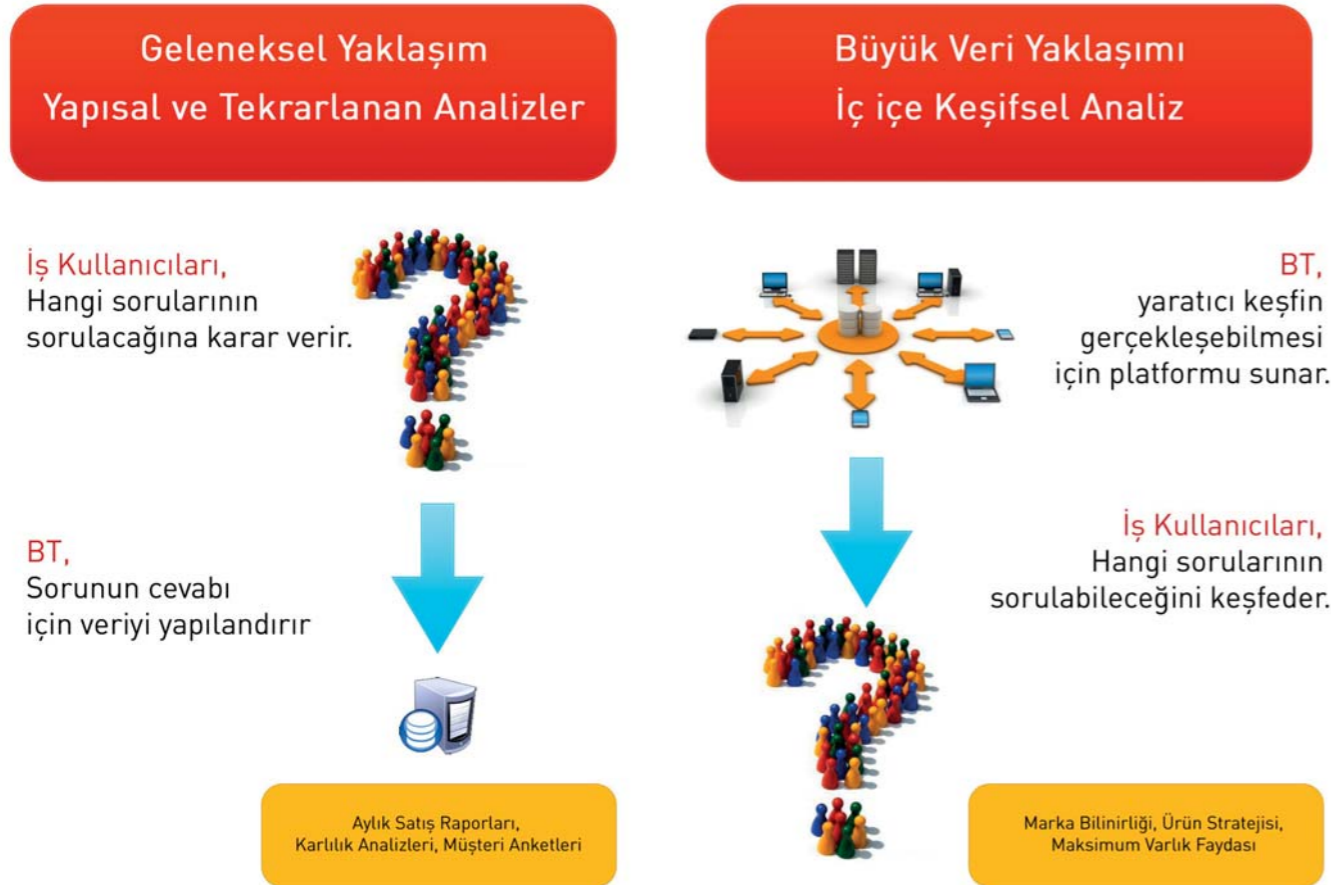 Geleneksel Yaklaşım
Yapısal ve Tekrarlanan Analizler
İş Kullanıcıları,
Hangi sorularının
sorulacağına karar verir.
BT,
Sorunun cevabı
için veriyi yapılandırır
Aylık Satış Raporları,
Karlılık Analizleri, Müşteri Anketleri
Büyük Veri Yaklaşımı
İç içe Keşifsel Analiz
BT,
yaratıcı keşfin
gerçekleşebilmesi
için platformu sunar.
İş Kullanıcıları,
Hangi sorularının
sorulabileceğini keşfeder.
Marka Bilinirliği, Ürün Stratejisi,
Maksimum Varlık Faydası